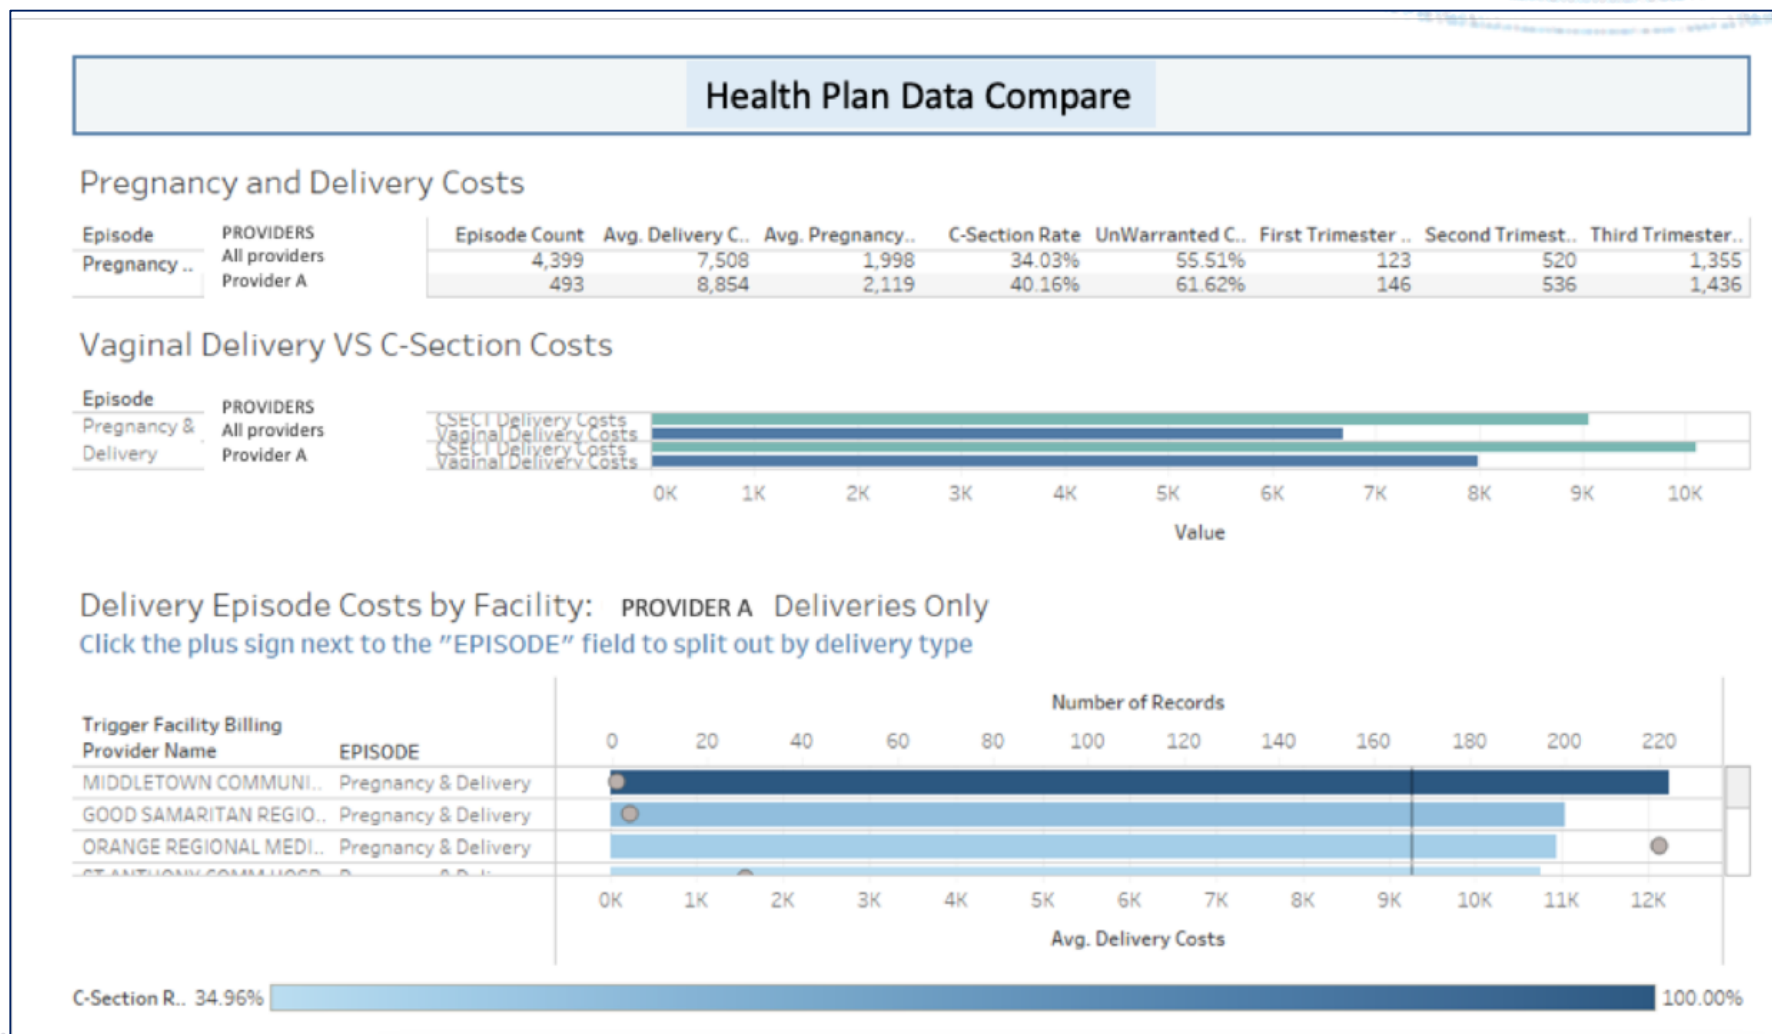 Health Plan Data Compare
Pregnancy and Delivery Costs
Episode PROVIDERS Episode Count Avg. Delivery C.. Avg. Pregnancy.. C-Section Rate UnWarranted C.. First Trimester .. Second Trimest.. Third Trimester..
Pregnancy .. All providers 4,399 7,508 1,998 34.03% 55.51% 123 520 1,355
Provider A 493 8,854 2,119 40.16% 61.62% 146 536 1,436
Vaginal Delivery VS C-Section Costs
Episode PROVIDERS
Pregnancy & Delivery All providers CSECT Delivery Costs
Vaginal Delivery Costs
Provider A CSECT Delivery Costs
Vaginal Delivery Costs
0K 1K 2K 3K 4K 5K 6K 7K 8K 9K 10K
Value
Delivery Episode Costs by Facility: PROVIDER A Deliveries Only
Click the plus sign next to the "EPISODE" field to split out by delivery type
Number of Records
Trigger Facility Billing
Provider Name EPISODE 0 20 40 60 80 100 120 140 160 180 200 220
MIDDLETOWN COMMUNI.. Pregnancy & Delivery
GOOD SAMARITAN REGIO.. Pregnancy & Delivery
ORANGE REGIONAL MEDI.. Pregnancy & Delivery
ST ANTHONY COMM HOSP
0K 1K 2K 3K 4K 5K 6K 7K 8K 9K 10K 11K 12K
Avg. Delivery Costs
C-Section R.. 34.96% 100.00%